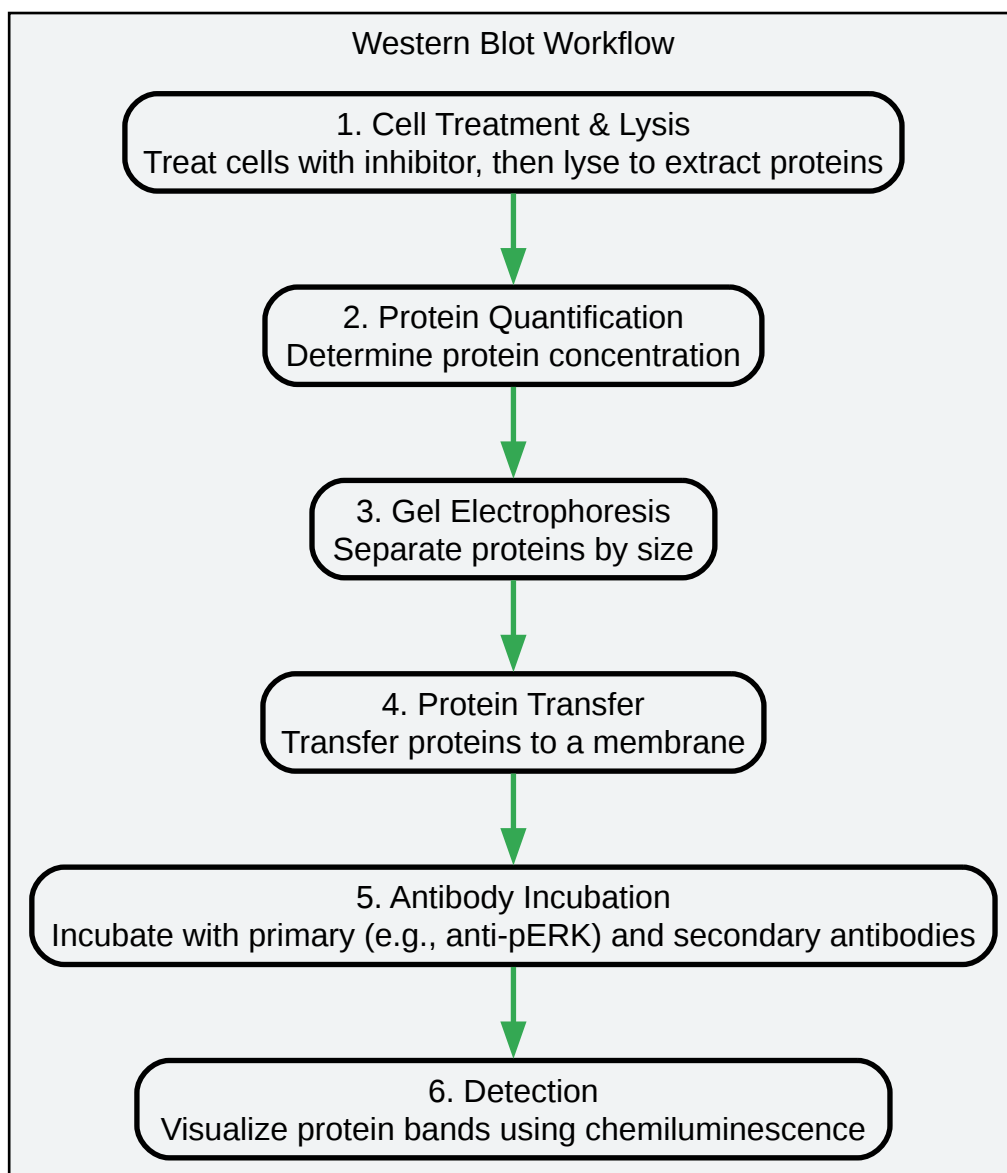 Western Blot Workflow
1. Cell Treatment & Lysis
Treat cells with inhibitor, then lyse to extract proteins
2. Protein Quantification
Determine protein concentration
3. Gel Electrophoresis
Separate proteins by size
4. Protein Transfer
Transfer proteins to a membrane
5. Antibody Incubation
Incubate with primary (e.g., anti-pERK) and secondary antibodies
6. Detection
Visualize protein bands using chemiluminescence